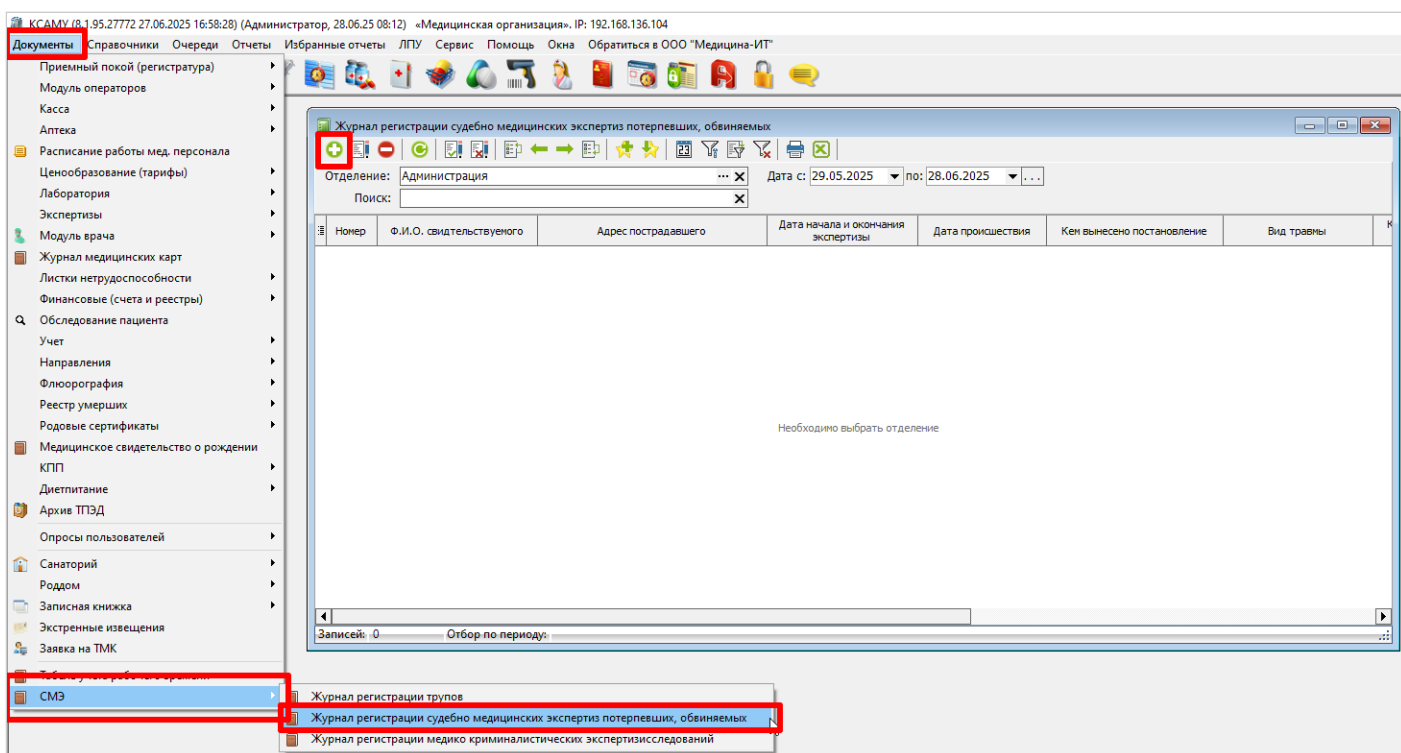 КСАМУ (8.1.95.27772 27.06.2025 16:58:28) (Администратор, 28.06.25 08:12) «Медицинская организация». IP: 192.168.136.104
Документы Справочники Очереди Отчеты Избранные отчеты ЛПУ Сервис Помощь Окна Обратиться в ООО "Медицина-ИТ"
Приемный покой (регистратура)
Модуль операторов
Касса
Аптека
Расписание работы мед. персонала
Ценообразование (тарифы)
Лаборатория
Экспертизы
Модуль врача
Журнал медицинских карт
Листки нетрудоспособности
Финансовые (счета и реестры)
Обследование пациента
Учет
Направления
Флюорография
Реестр умерших
Родовые сертификаты
Медицинское свидетельство о рождении
КПП
Диетпитание
Архив ТПЭД
Опросы пользователей
Санаторий
Роддом
Записная книжка
Экстренные извещения
Заявка на ТМК
Табель учета рабочего времени
СМЭ
Журнал регистрации трупов
Журнал регистрации судебно медицинских экспертиз потерпевших, обвиняемых
Журнал регистрации медико криминалистических экспертизисследований
Журнал регистрации судебно медицинских экспертиз потерпевших, обвиняемых
23
Отделение: Администрация ... X Дата с: 29.05.2025 по: 28.06.2025 ...
Поиск: X
Номер Ф.И.О. свидтельствуемого Адрес пострадавшего Дата начала и окончания экспертизы Дата происшествия Кем вынесено постановление Вид травмы К
Необходимо выбрать отделение
Записей: 0 Отбор по периоду: